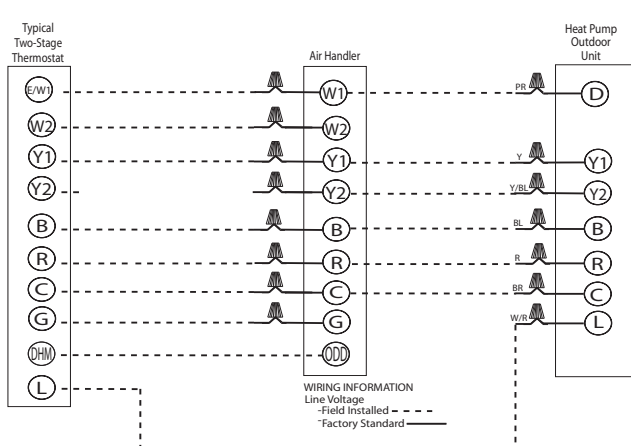 Typical
Two-Stage
Thermostat
Air Handler
Heat Pump
Outdoor
Unit
E/W1
W1
PR
D
W2
W2
Y1
Y1
Y
Y1
Y2
Y2
Y/BL
Y2
B
B
BL
B
R
R
R
R
C
C
BR
C
G
G
W/R
L
DHM
ODD
L
WIRING INFORMATION
Line Voltage
-Field Installed
-Factory Standard